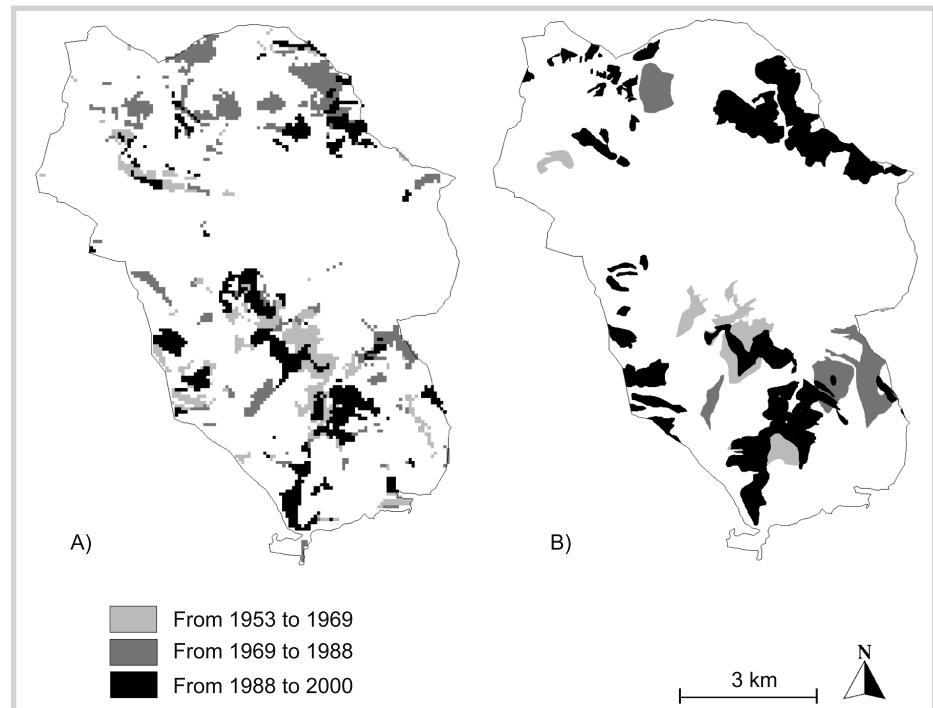 A)
B)
From 1953 to 1969
From 1969 to 1988
From 1988 to 2000
3 km
N